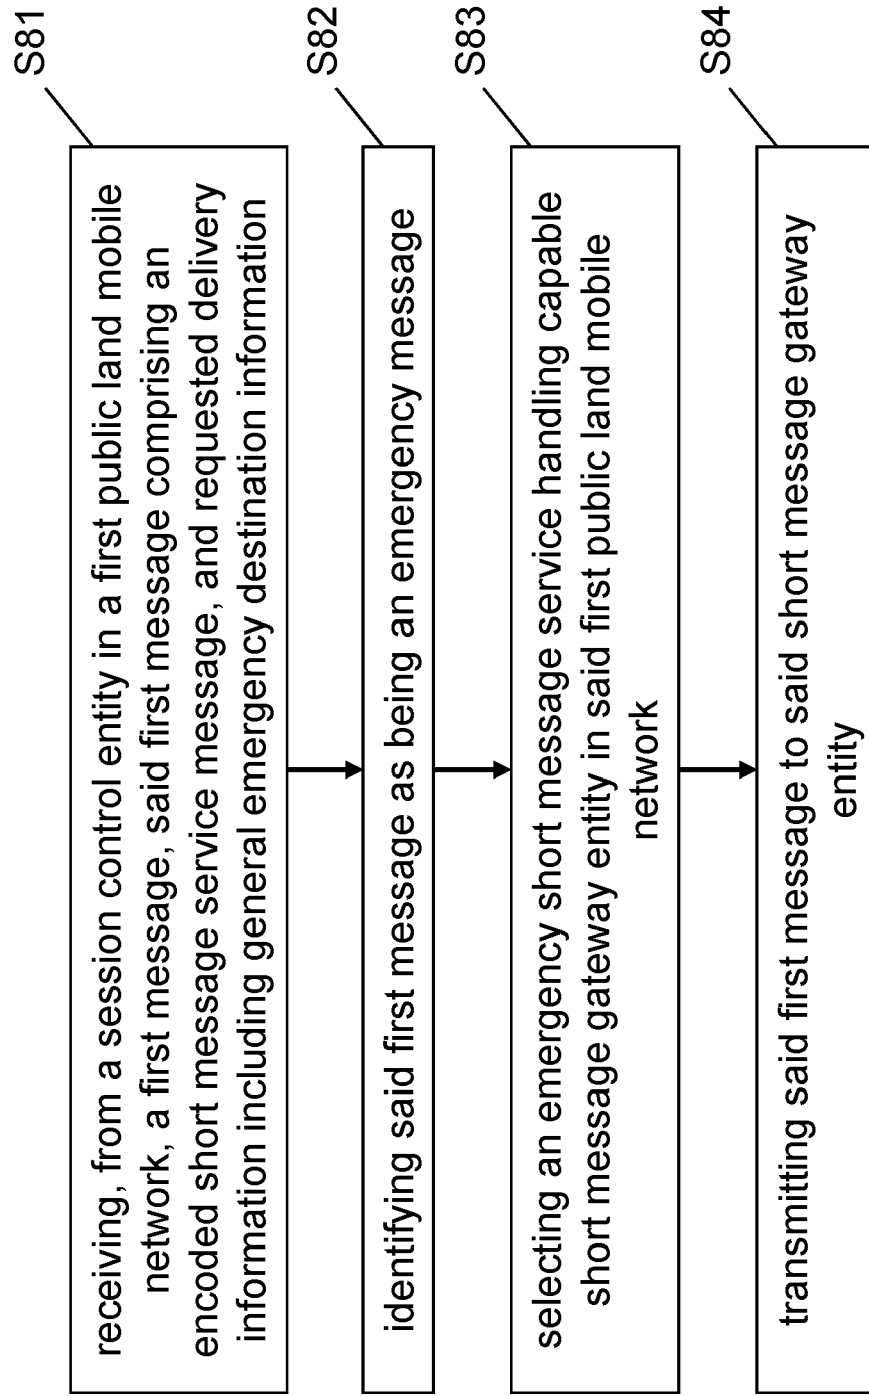 receiving, from a session control entity in a first public land mobile
network, a first message, said first message comprising an
encoded short message service message, and requested delivery
information including general emergency destination information
S81
identifying said first message as being an emergency message
S82
selecting an emergency short message service handling capable
short message gateway entity in said first public land mobile
network
S83
transmitting said first message to said short message gateway
entity
S84